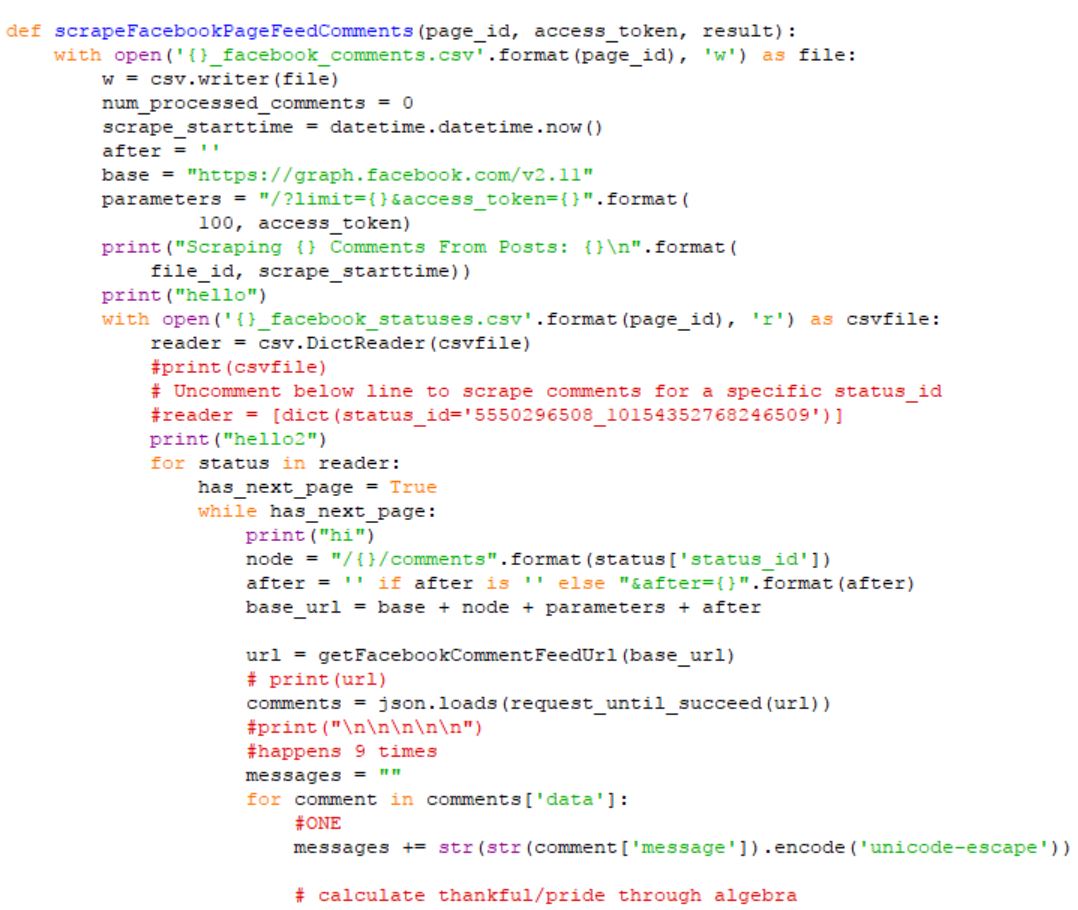 def scrapeFacebookPageFeedComments(page_id, access_token, result):
    with open('{}_facebook_comments.csv'.format(page_id), 'w') as file:
        w = csv.writer(file)
        num_processed_comments = 0
        scrape_starttime = datetime.datetime.now()
        after = ''
        base = "https://graph.facebook.com/v2.11"
        parameters = "/?limit={}&access_token={}".format(
                100, access_token)
        print("Scraping {} Comments From Posts: {}\n".format(
            file_id, scrape_starttime))
        print("hello")
        with open('{}_facebook_statuses.csv'.format(page_id), 'r') as csvfile:
            reader = csv.DictReader(csvfile)
            #print(csvfile)
            # Uncomment below line to scrape comments for a specific status_id
            #reader = [dict(status_id='5550296508_10154352768246509')]
            print("hello2")
            for status in reader:
                has_next_page = True
                while has_next_page:
                    print("hi")
                    node = "/{}/comments".format(status['status_id'])
                    after = '' if after is '' else "&after={}".format(after)
                    base_url = base + node + parameters + after

                    url = getFacebookCommentFeedUrl(base_url)
                    # print(url)
                    comments = json.loads(request_until_succeed(url))
                    #print("\n\n\n\n\n")
                    #happens 9 times
                    messages = ""
                    for comment in comments['data']:
                        #ONE
                        messages += str(str(comment['message']).encode('unicode-escape'))

                        # calculate thankful/pride through algebra